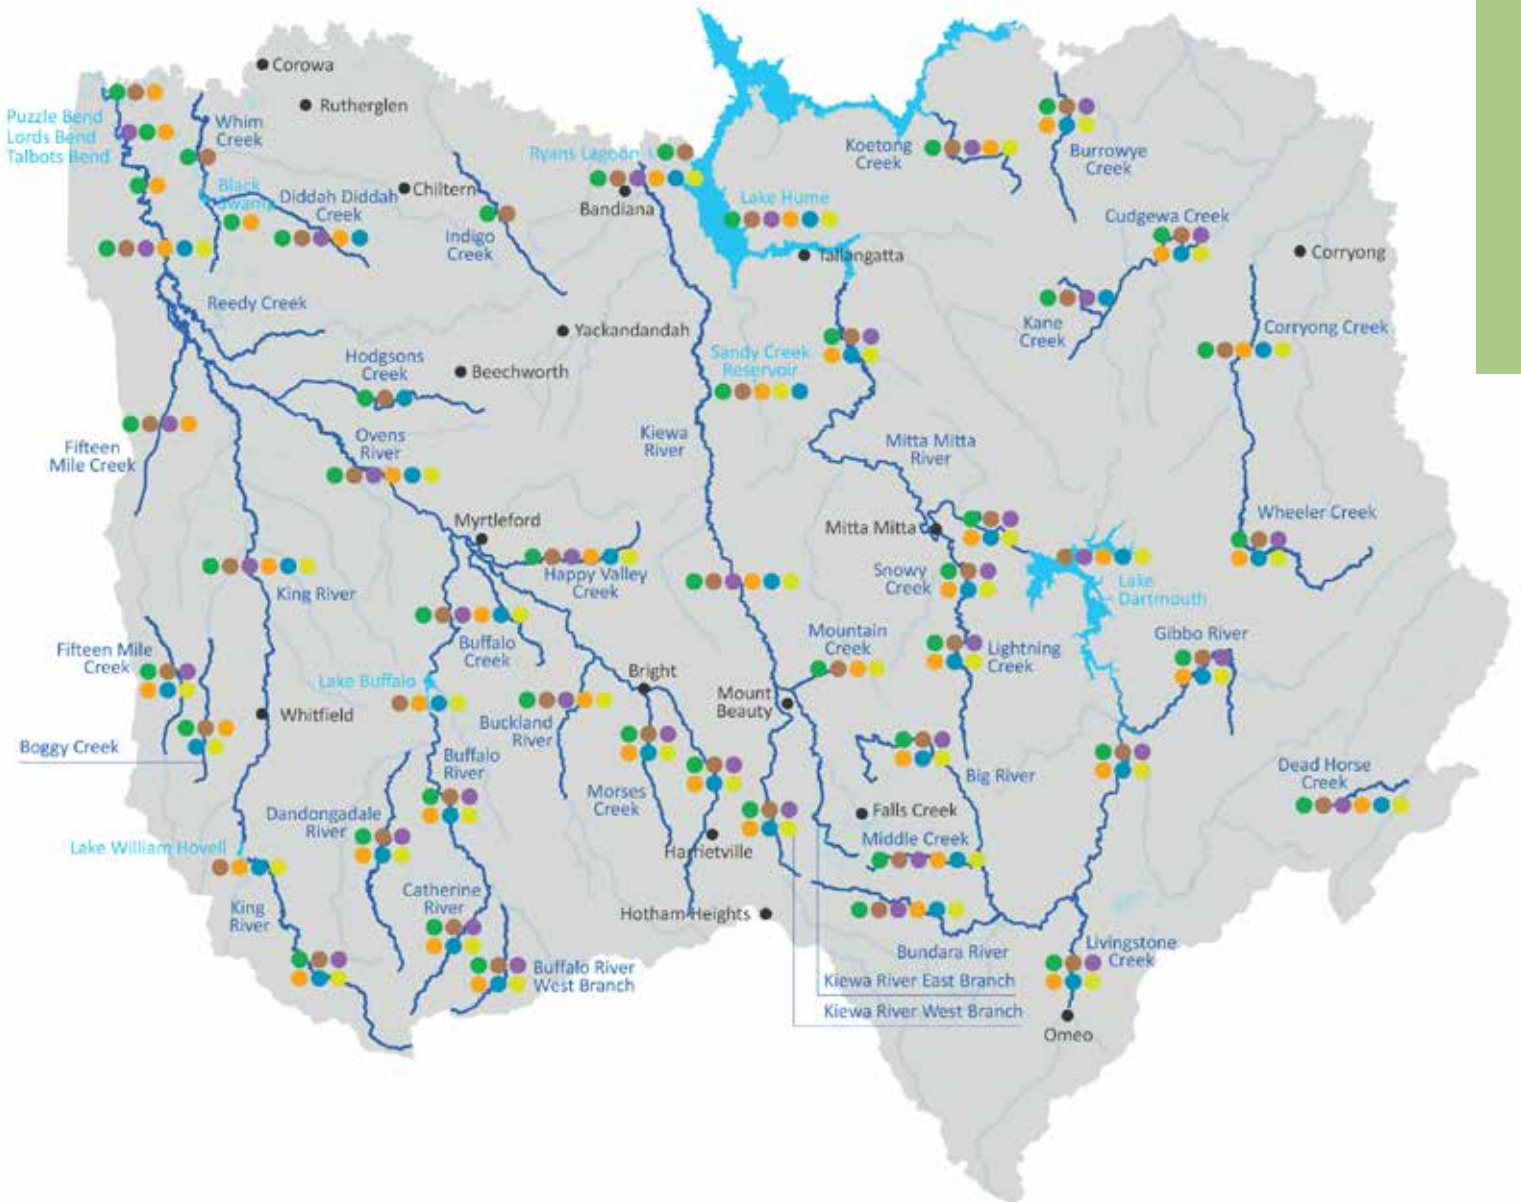 Corowa
Rutherglen
Puzzle Bend
Lords Bend
Talbots Bend
Whim
Creek
Black
Swamp
Diddah Diddah
Creek
Chiltern
Indigo
Creek
Ryans Lagoon
Bandiana
Lake Hume
Tallangatta
Koetong
Creek
Burrowye
Creek
Cudgewa Creek
Corryong
Kane
Creek
Corryong Creek
Reedy Creek
Yackandandah
Hodgsons
Creek
Beechworth
Sandy Creek
Reservoir
Fifteen
Mile Creek
Ovens
River
Kiewa
River
Mitta Mitta
River
Myrtleford
Mitta Mitta
Wheeler Creek
King River
Happy Valley
Creek
Snowy
Creek
Lake
Dartmouth
Fifteen Mile
Creek
Buffalo
Creek
Mountain
Creek
Lightning
Creek
Gibbo River
Lake Buffalo
Bright
Mount
Beauty
Whitfield
Buckland
River
Boggy Creek
Buffalo
River
Morses
Creek
Big River
Dead Horse
Creek
Dandongadale
River
Falls Creek
Middle Creek
Lake William Hovell
Harrietville
King
River
Catherine
River
Hotham Heights
Bundara River
Livingstone
Creek
Buffalo River
West Branch
Kiewa River East Branch
Kiewa River West Branch
Omeo